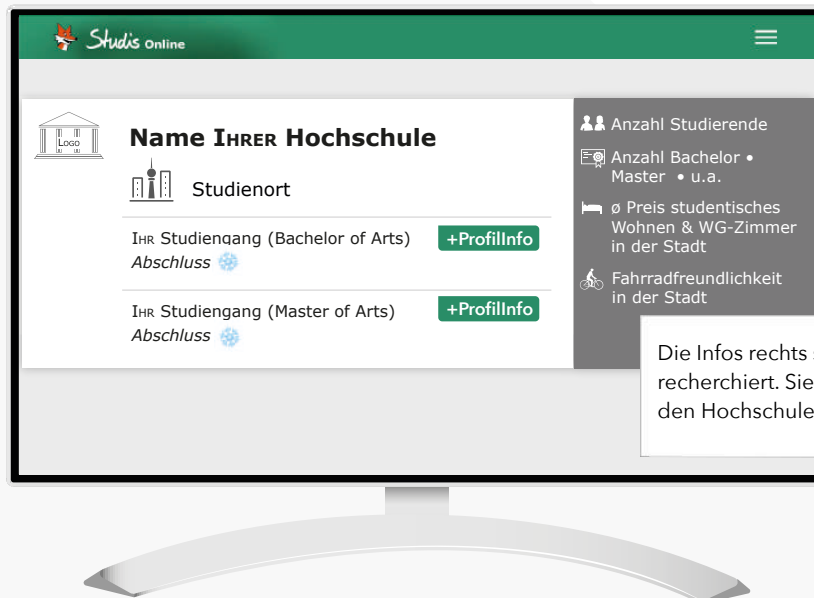 Studis Online
Logo
Name IHRER Hochschule
Studienort
IHR Studiengang (Bachelor of Arts)
+ProfilInfo
Abschluss
IHR Studiengang (Master of Arts)
+ProfilInfo
Abschluss
Anzahl Studierende
Anzahl Bachelor •
Master • u.a.
ø Preis studentisches
Wohnen & WG-Zimmer
in der Stadt
Fahrradfreundlichkeit
in der Stadt
Die Infos rechts
recherchiert. Sie
den Hochschule